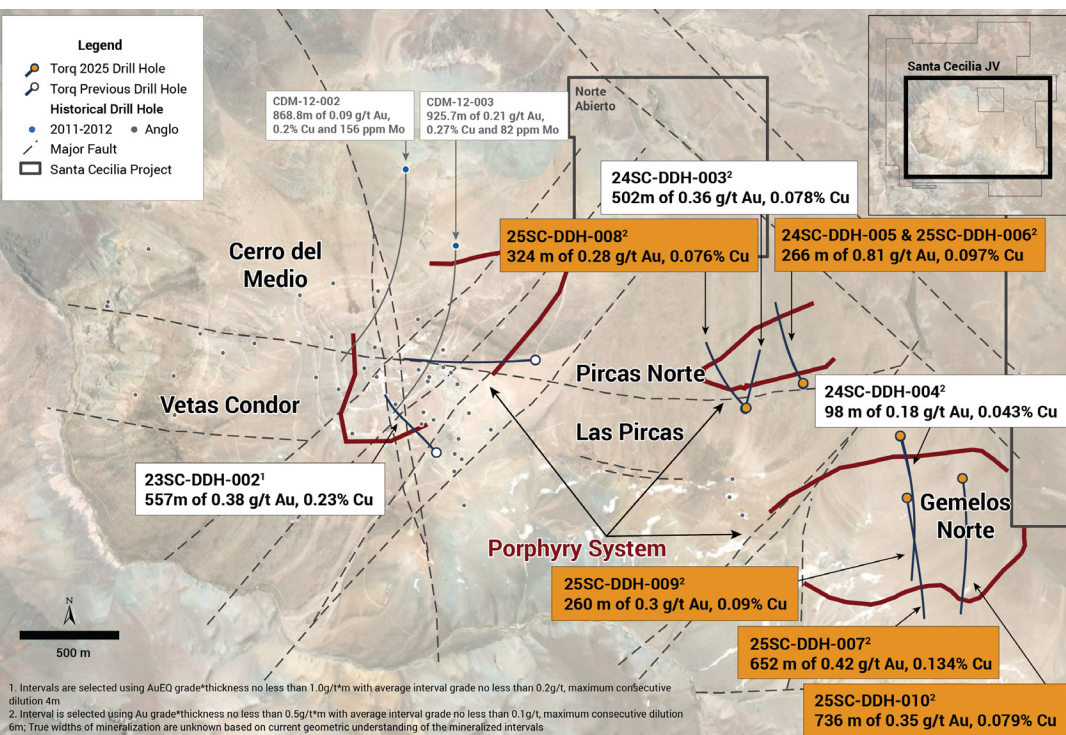 Legend
Torq 2025 Drill Hole
Torq Previous Drill Hole
Historical Drill Hole
2011-2012
Anglo
Major Fault
Santa Cecilia Project
CDM-12-002
868.8m of 0.09 g/t Au,
0.2% Cu and 156 ppm Mo
CDM-12-003
925.7m of 0.21 g/t Au,
0.27% Cu and 82 ppm Mo
Norte
Abierto
Santa Cecilia JV
24SC-DDH-003²
502m of 0.36 g/t Au, 0.078% Cu
25SC-DDH-008²
324 m of 0.28 g/t Au, 0.076% Cu
24SC-DDH-005 & 25SC-DDH-006²
266 m of 0.81 g/t Au, 0.097% Cu
Cerro del
Medio
Pircas Norte
24SC-DDH-004²
98 m of 0.18 g/t Au, 0.043% Cu
Vetas Condor
Las Pircas
23SC-DDH-002¹
557m of 0.38 g/t Au, 0.23% Cu
Gemelos
Norte
Porphyry System
25SC-DDH-009²
260 m of 0.3 g/t Au, 0.09% Cu
25SC-DDH-007²
652 m of 0.42 g/t Au, 0.134% Cu
25SC-DDH-010²
736 m of 0.35 g/t Au, 0.079% Cu
N
500 m
1. Intervals are selected using AuEQ grade*thickness no less than 1.0g/t*m with average interval grade no less than 0.2g/t, maximum consecutive
dilution 4m
2. Interval is selected using Au grade*thickness no less than 0.5g/t*m with average interval grade no less than 0.1g/t, maximum consecutive dilution
6m; True widths of mineralization are unknown based on current geometric understanding of the mineralized intervals